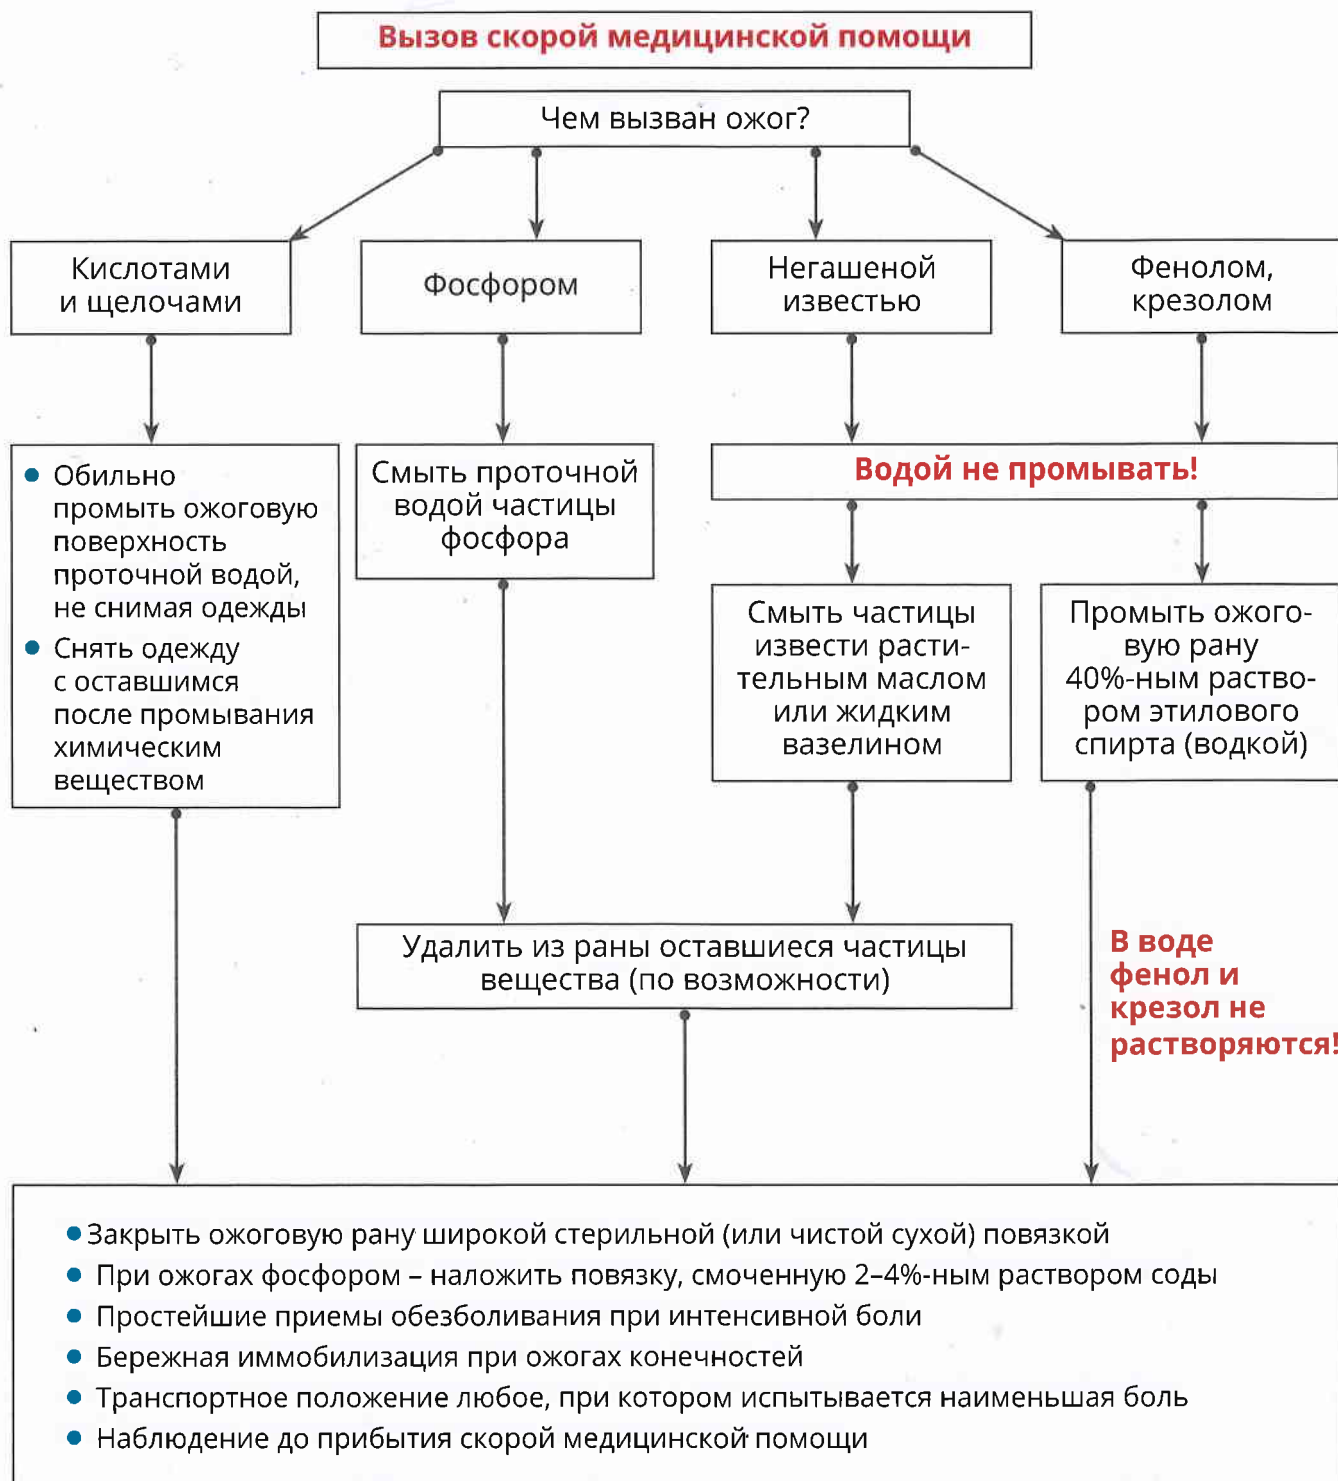 Вызов скорой медицинской помощи
Чем вызван ожог?
Кислотами
и щелочами
Фосфором
Негашеной
известью
Фенолом,
крезолом
Обильно
промыть ожоговую
поверхность
проточной водой,
не снимая одежды
Снять одежду
с оставшимся
после промывания
химическим
веществом
Смыть проточной
водой частицы
фосфора
Водой не промывать!
Смыть частицы
извести расти-
тельным маслом
или жидким
вазелином
Промыть ожого-
вую рану
40%-ным раство-
ром этилового
спирта (водкой)
Удалить из раны оставшиеся частицы
вещества (по возможности)
В воде
фенол и
крезол не
растворяются!
Закрыть ожоговую рану широкой стерильной (или чистой сухой) повязкой
При ожогах фосфором – наложить повязку, смоченную 2–4%-ным раствором соды
Простейшие приемы обезболивания при интенсивной боли
Бережная иммобилизация при ожогах конечностей
Транспортное положение любое, при котором испытывается наименьшая боль
Наблюдение до прибытия скорой медицинской помощи